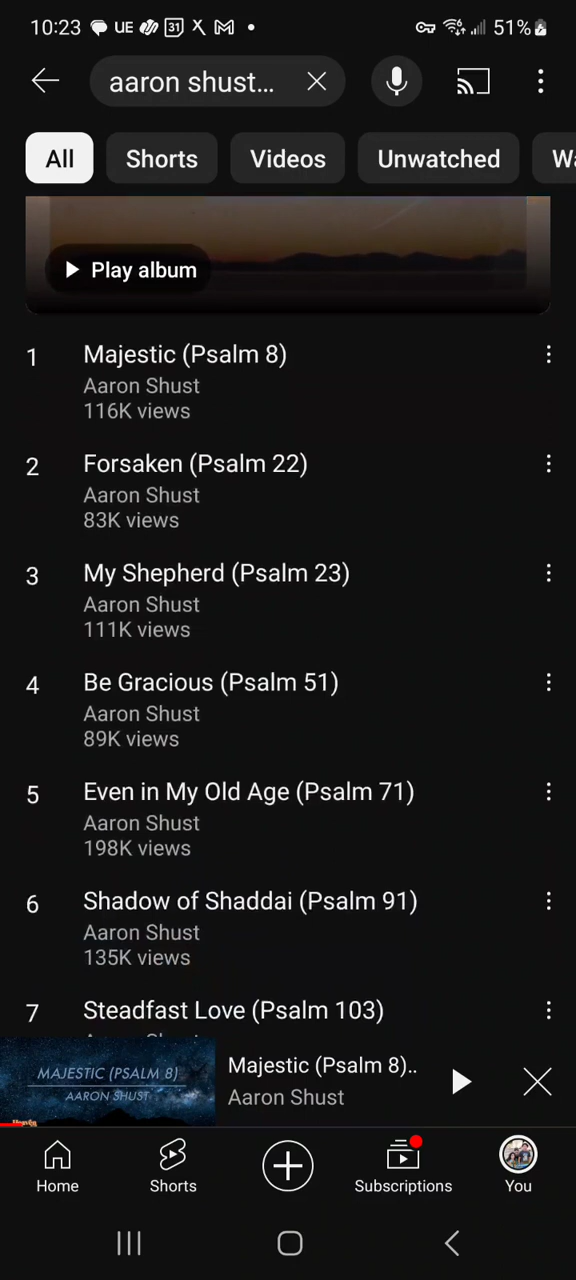 10:23 UE 31 51%
aaron shust...
All Shorts Videos Unwatched Wa
Play album
1 Majestic (Psalm 8)
Aaron Shust
116K views
2 Forsaken (Psalm 22)
Aaron Shust
83K views
3 My Shepherd (Psalm 23)
Aaron Shust
111K views
4 Be Gracious (Psalm 51)
Aaron Shust
89K views
5 Even in My Old Age (Psalm 71)
Aaron Shust
198K views
6 Shadow of Shaddai (Psalm 91)
Aaron Shust
135K views
7 Steadfast Love (Psalm 103)
MAJESTIC (PSALM 8)
AARON SHUST
Majestic (Psalm 8)..
Aaron Shust
Home Shorts Subscriptions You